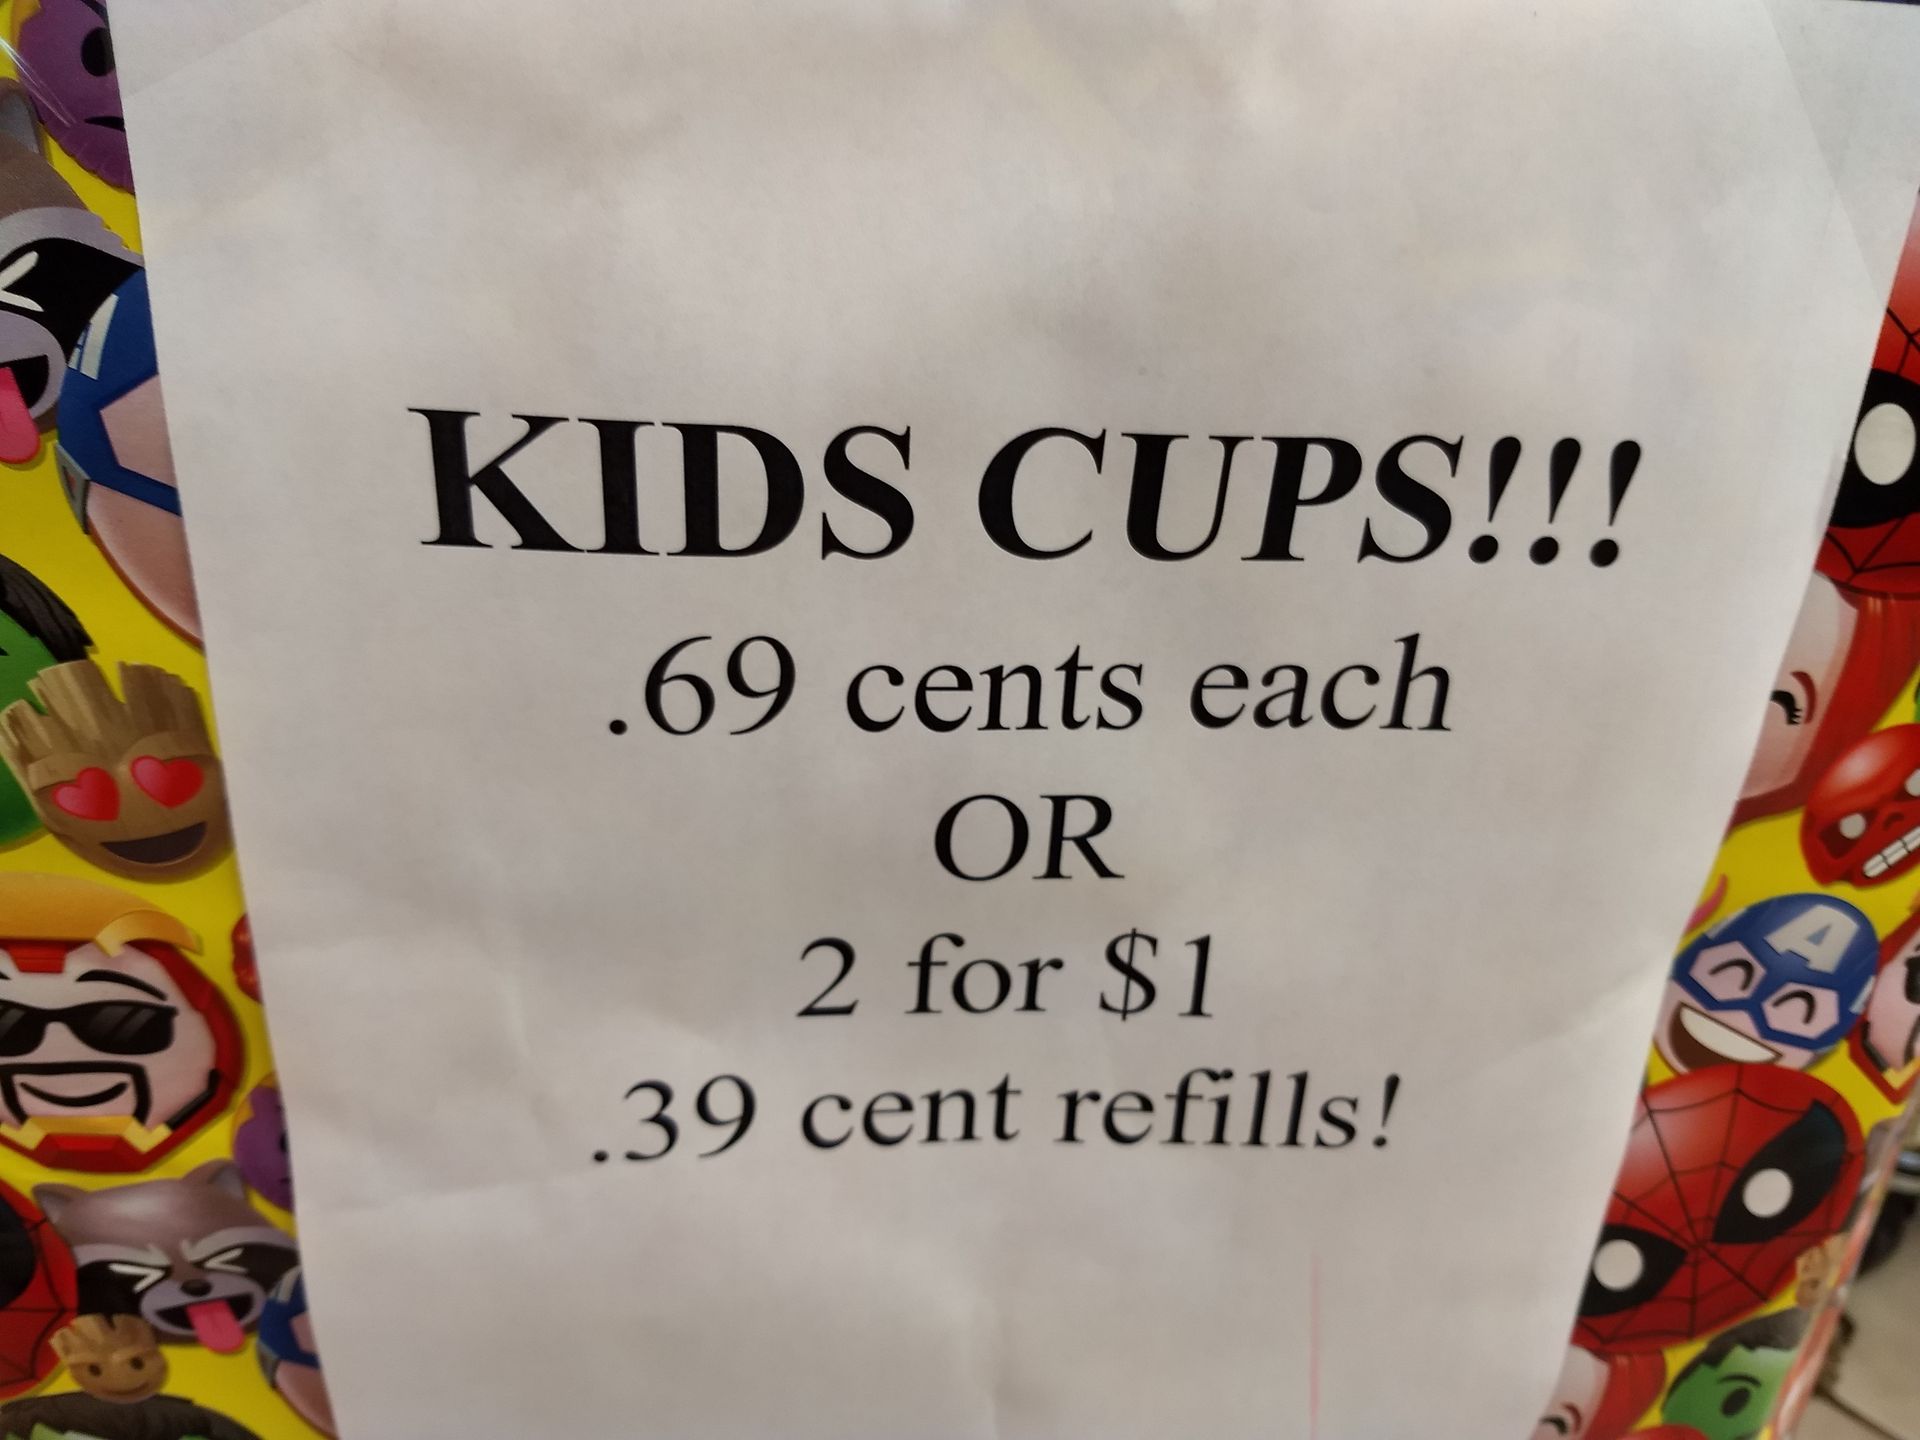 KIDS CUPS!!!
.69 cents each
OR
2 for $1
.39 cent refills!